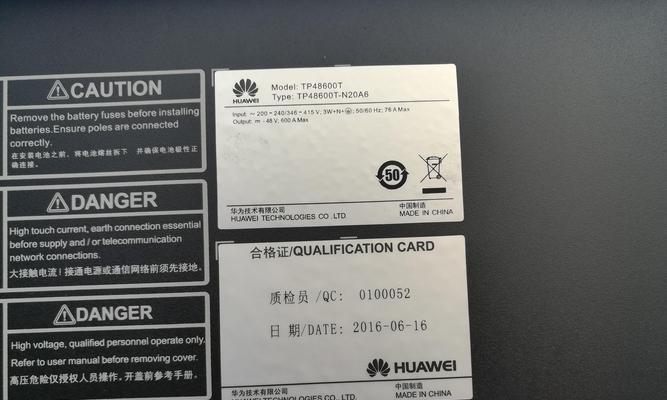 CAUTION
Remove the battery fuses before installing
batteries.Ensure poles are connected
correctly.
在安装电池之前，将电池熔丝拆下 并确保电池极性正
确连接。
DANGER
High touch current, earth connection essential
before supply and / or telecommunication
network connections.
大接触电流！接通电源或通信网络前须先接地。
DANGER
High voltage, qualified personnel operate only.
Refer to user manual before removing cover.
高压危险仅授权人员操作。开盖前参考手册。
HUAWEI
Model: TP48600T
Type: TP48600T-N20A6
Input: ～ 200 - 240/346 - 415 V; 3W+N+⏚; 50/60 Hz; 76 A Max
Output: ⎓ - 48 V; 600 A Max
50
华为技术有限公司
HUAWEI TECHNOLOGIES CO.,LTD.
中国制造
MADE IN CHINA
合格证/QUALIFICATION CARD
质检员 /QC: 0100052
日 期/DATE: 2016-06-16
HUAWEI
华为技术有限公司
HUAWEI TECHNOLOGIES CO.,LTD.
中国制造
MADE IN CHINA